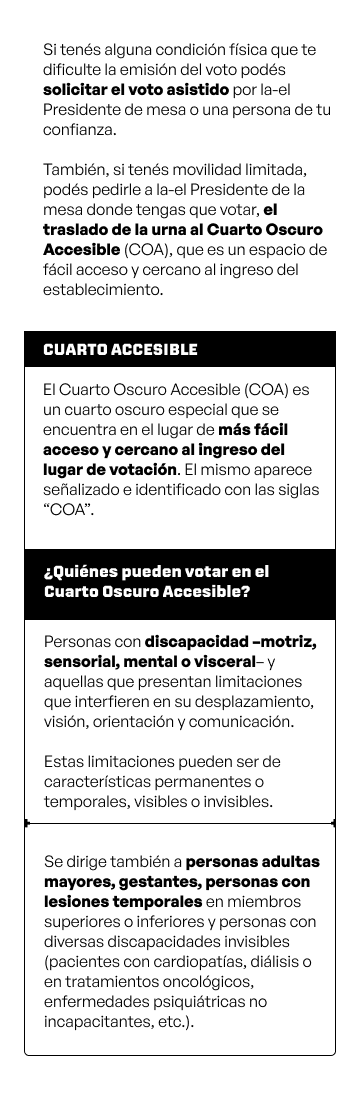 Si tenés alguna condición física que te
dificulte la emisión del voto podés
solicitar el voto asistido por la-el
Presidente de mesa o una persona de tu
confianza.
También, si tenés movilidad limitada,
podés pedirle a la-el Presidente de la
mesa donde tengas que votar, el
traslado de la urna al Cuarto Oscuro
Accesible (COA), que es un espacio de
fácil acceso y cercano al ingreso del
establecimiento.
CUARTO ACCESIBLE
El Cuarto Oscuro Accesible (COA) es
un cuarto oscuro especial que se
encuentra en el lugar de más fácil
acceso y cercano al ingreso del
lugar de votación. El mismo aparece
señalizado e identificado con las siglas
“COA”.
¿Quiénes pueden votar en el
Cuarto Oscuro Accesible?
Personas con discapacidad –motriz,
sensorial, mental o visceral– y
aquellas que presentan limitaciones
que interfieren en su desplazamiento,
visión, orientación y comunicación.
Estas limitaciones pueden ser de
características permanentes o
temporales, visibles o invisibles.
Se dirige también a personas adultas
mayores, gestantes, personas con
lesiones temporales en miembros
superiores o inferiores y personas con
diversas discapacidades invisibles
(pacientes con cardiopatías, diálisis o
en tratamientos oncológicos,
enfermedades psiquiátricas no
incapacitantes, etc.).